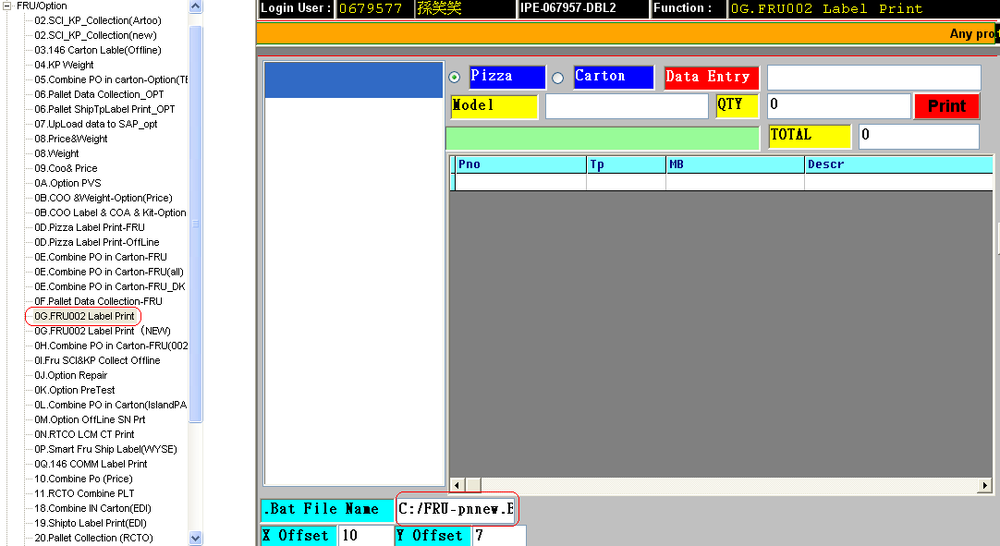 FRU/Option
02.SCI_KP_Collection(Artoo)
02.SCI_KP_Collection(new)
03.146 Carton Lable(Offline)
04.KP Weight
05.Combine PO in carton-Option(TE
06.Pallet Data Collection_OPT
06.Pallet ShipTpLabel Print_OPT
07.UpLoad data to SAP_opt
08.Price&Weight
08.Weight
09.Coo& Price
0A.Option PVS
0B.COO &Weight-Option(Price)
0B.COO Label & COA & Kit-Option
0D.Pizza Label Print-FRU
0D.Pizza Label Print-OffLine
0E.Combine PO in Carton-FRU
0E.Combine PO in Carton-FRU(all)
0E.Combine PO in Carton-FRU_DK
0F.Pallet Data Collection-FRU
0G.FRU002 Label Print
0G.FRU002 Label Print（NEW)
0H.Combine PO in Carton-FRU(002
0I.Fru SCI&KP Collect Offline
0J.Option Repair
0K.Option PreTest
0L.Combine PO in Carton(IslandPA
0M.Option OffLine SN Prt
0N.RTCO LCM CT Print
0P.Smart Fru Ship Label(WYSE)
0Q.146 COMM Label Print
10.Combine Po (Price)
11.RCTO Combine PLT
18.Combine IN Carton(EDI)
19.Shipto Label Print(EDI)
20.Pallet Collection (RCTO)
Login User : 0679577 孫笑笑 IPE-067957-DBL2 Function : 0G.FRU002 Label Print
Any pro
Pizza Carton Data Entry
Model QTY 0 Print
TOTAL 0
Pno Tp MB Descr
.Bat File Name C:/FRU-pnnew.B
X Offset 10 Y Offset 7